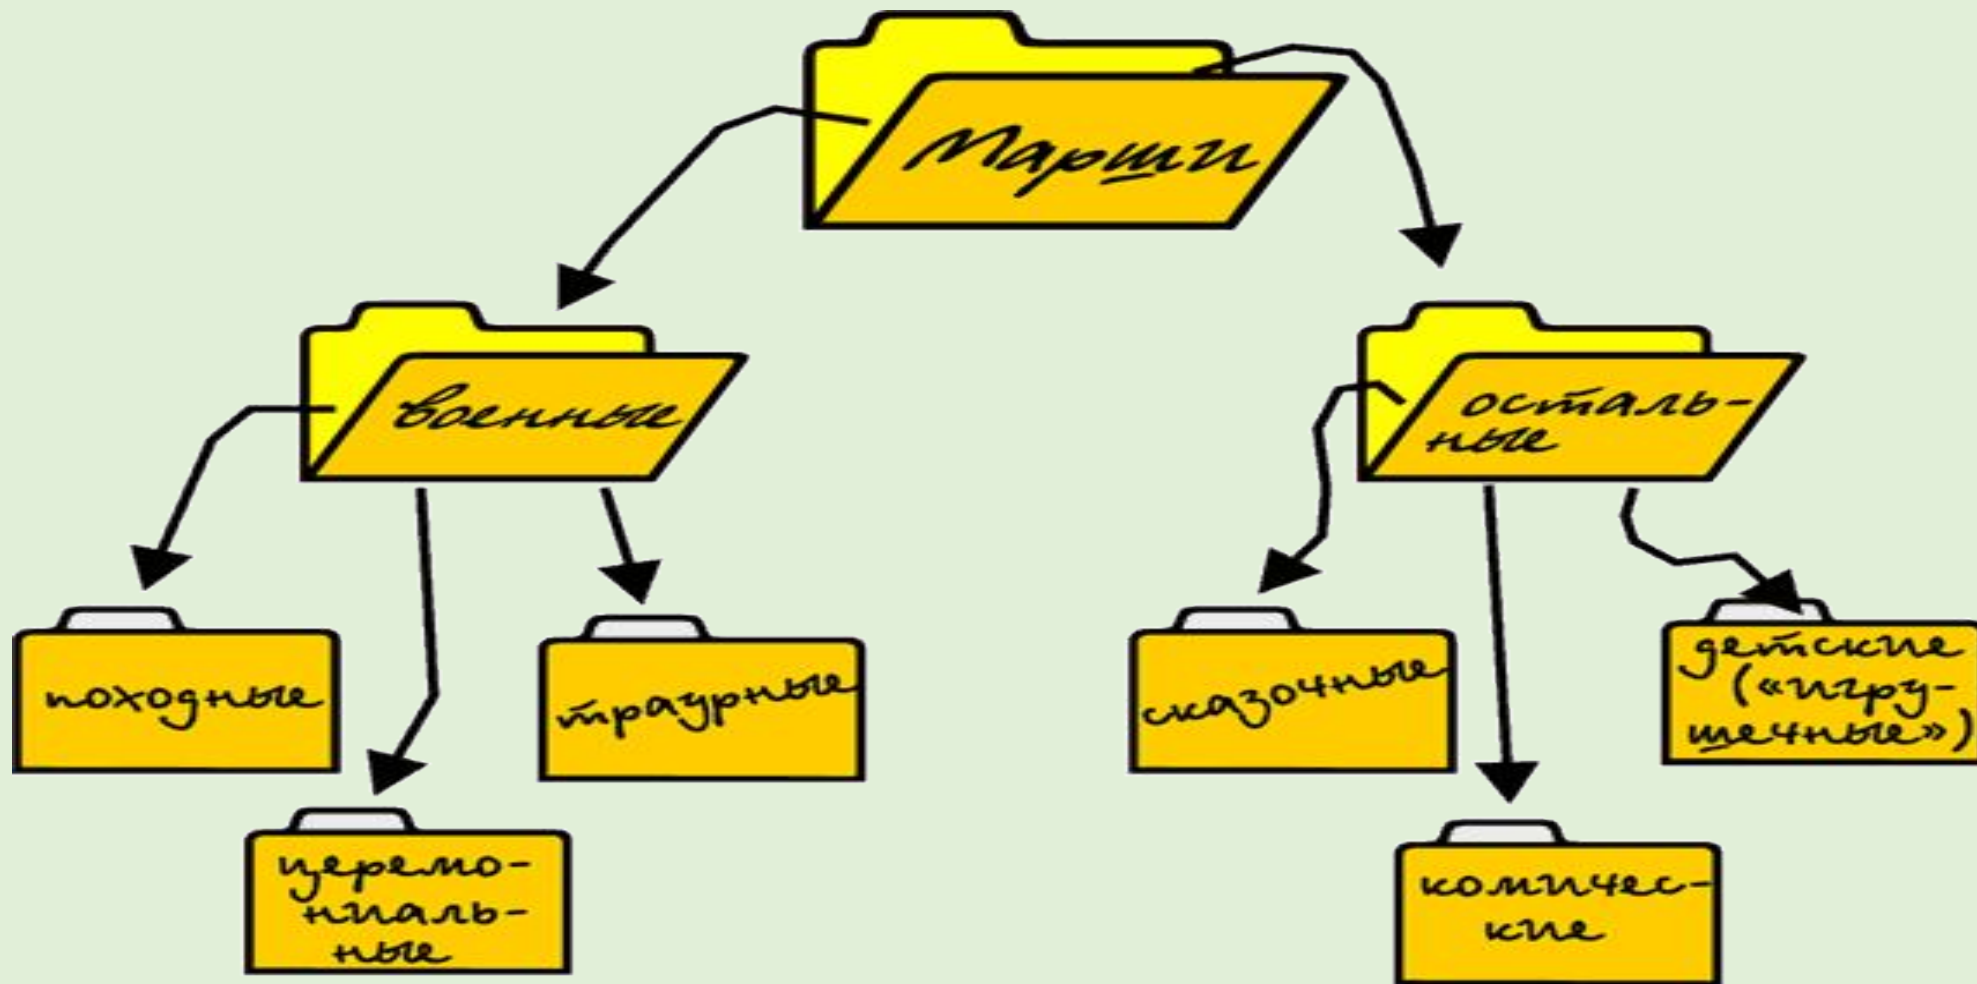 Марши
военные
осталь-
ные
походные
траурные
сказочные
детские
(«игру-
шечные»)
церемо-
ниаль-
ные
комичес-
кие